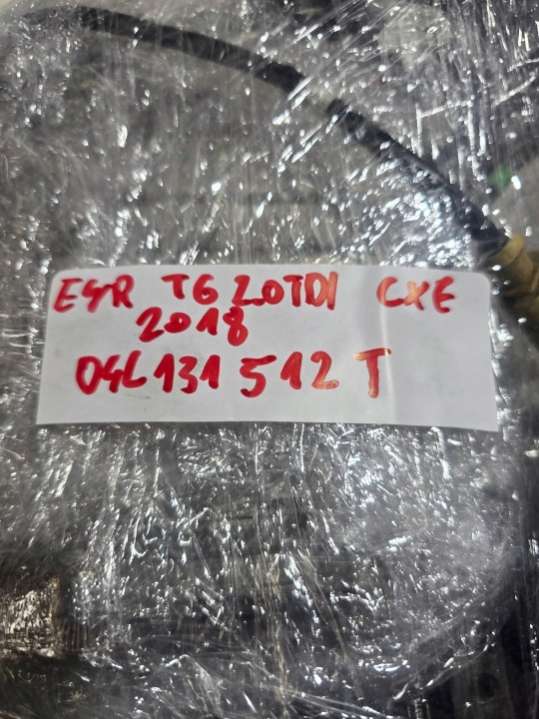 EGR T6 2.0TDI CXE
2018
04L 131 512 T